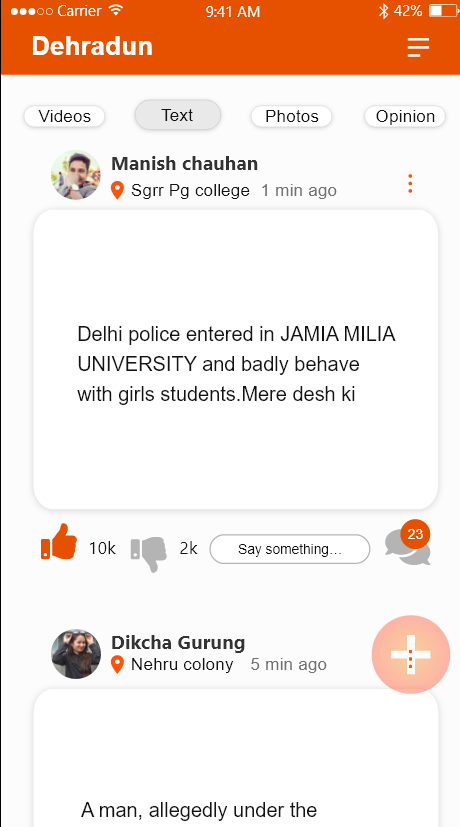 Carrier 9:41 AM 42%
Dehradun
Videos Text Photos Opinion
Manish chauhan
Sgrr Pg college 1 min ago
Delhi police entered in JAMIA MILIA
UNIVERSITY and badly behave
with girls students.Mere desh ki
10k 2k Say something... 23
Dikcha Gurung
Nehru colony 5 min ago
A man, allegedly under the